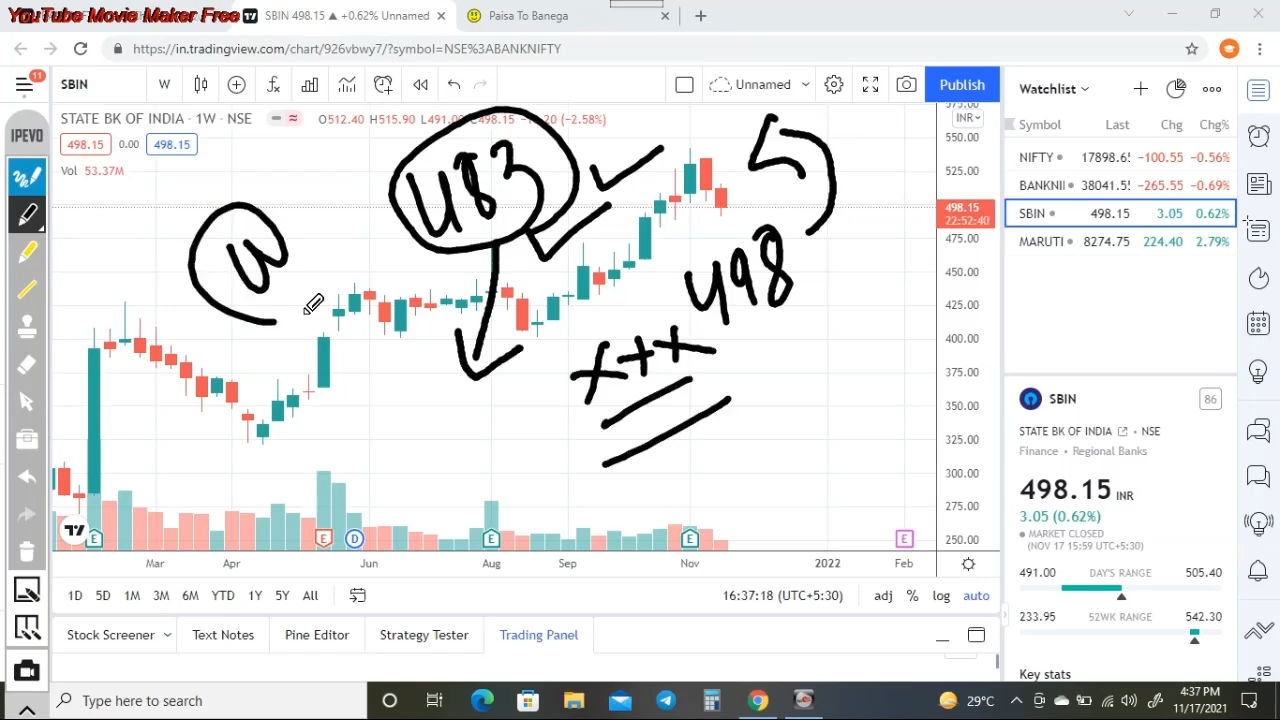 YouTube Movie Maker Free
SBIN 498.15 ▲ +0.62% Unnamed
Paisa To Banega
https://in.tradingview.com/chart/926vbwy7/?symbol=NSE%3ABANKNIFTY
11
SBIN
W
Unnamed
Publish
IPEVO
STATE BK OF INDIA · 1W · NSE
O512.40 H515.90 L491.00
(−2.58%)
498.15 0.00 498.15
Vol 53.37M
483
W
498
INR
550.00
525.00
498.15
22:52:40
475.00
450.00
425.00
400.00
375.00
350.00
325.00
300.00
275.00
250.00
E
E
D
E
E
E
Mar Apr Jun Aug Sep Nov 2022 Feb
1D 5D 1M 3M 6M YTD 1Y 5Y All
16:37:18 (UTC+5:30) adj % log auto
Stock Screener Text Notes Pine Editor Strategy Tester Trading Panel
Watchlist
Symbol Last Chg Chg%
NIFTY 17898.65 −100.55 −0.56%
BANKNII 38041.55 −265.55 −0.69%
SBIN 498.15 3.05 0.62%
MARUTI 8274.75 224.40 2.79%
SBIN 86
STATE BK OF INDIA · NSE
Finance • Regional Banks
498.15 INR
3.05 (0.62%)
MARKET CLOSED
(NOV 17 15:59 UTC+5:30)
491.00 DAY'S RANGE 505.40
233.95 52WK RANGE 542.30
Key stats
Type here to search
29°C
4:37 PM
11/17/2021